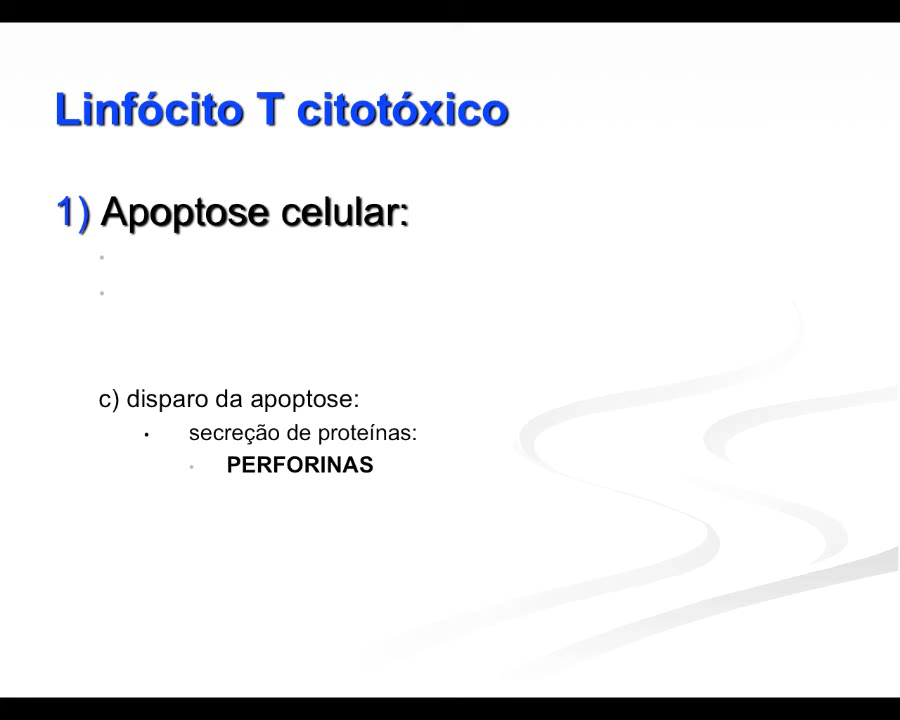 Linfócito T citotóxico
1) Apoptose celular:
c) disparo da apoptose:
• secreção de proteínas:
• PERFORINAS